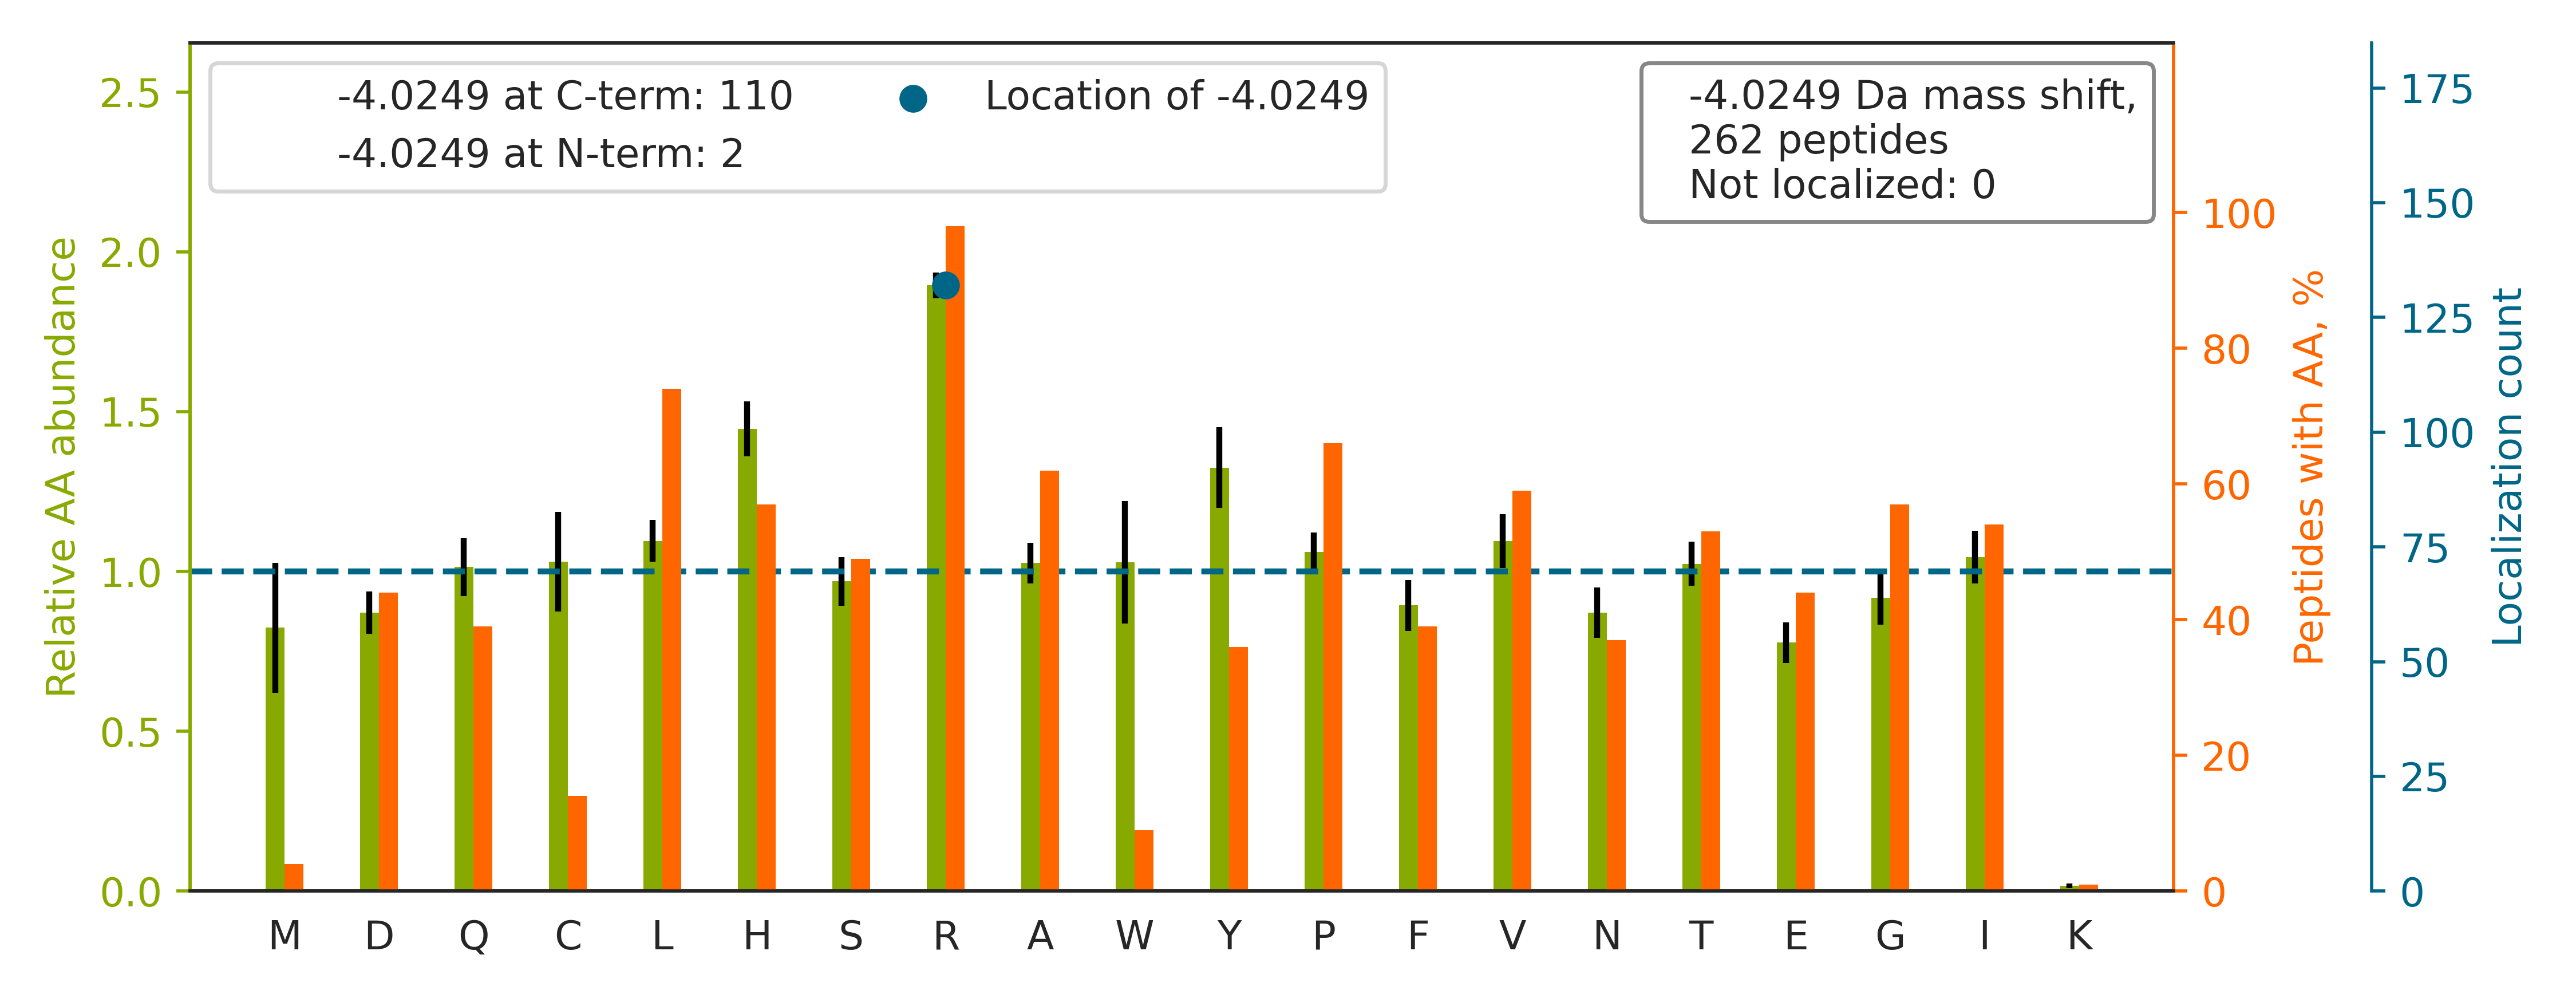 -4.0249 at C-term: 110
-4.0249 at N-term: 2
Location of -4.0249
-4.0249 Da mass shift,
262 peptides
Not localized: 0
Relative AA abundance
2.5
2.0
1.5
1.0
0.5
0.0
M D Q C L H S R A W Y P F V N T E G I K
100
80
60
40
20
0
Peptides with AA, %
175
150
125
100
75
50
25
0
Localization count